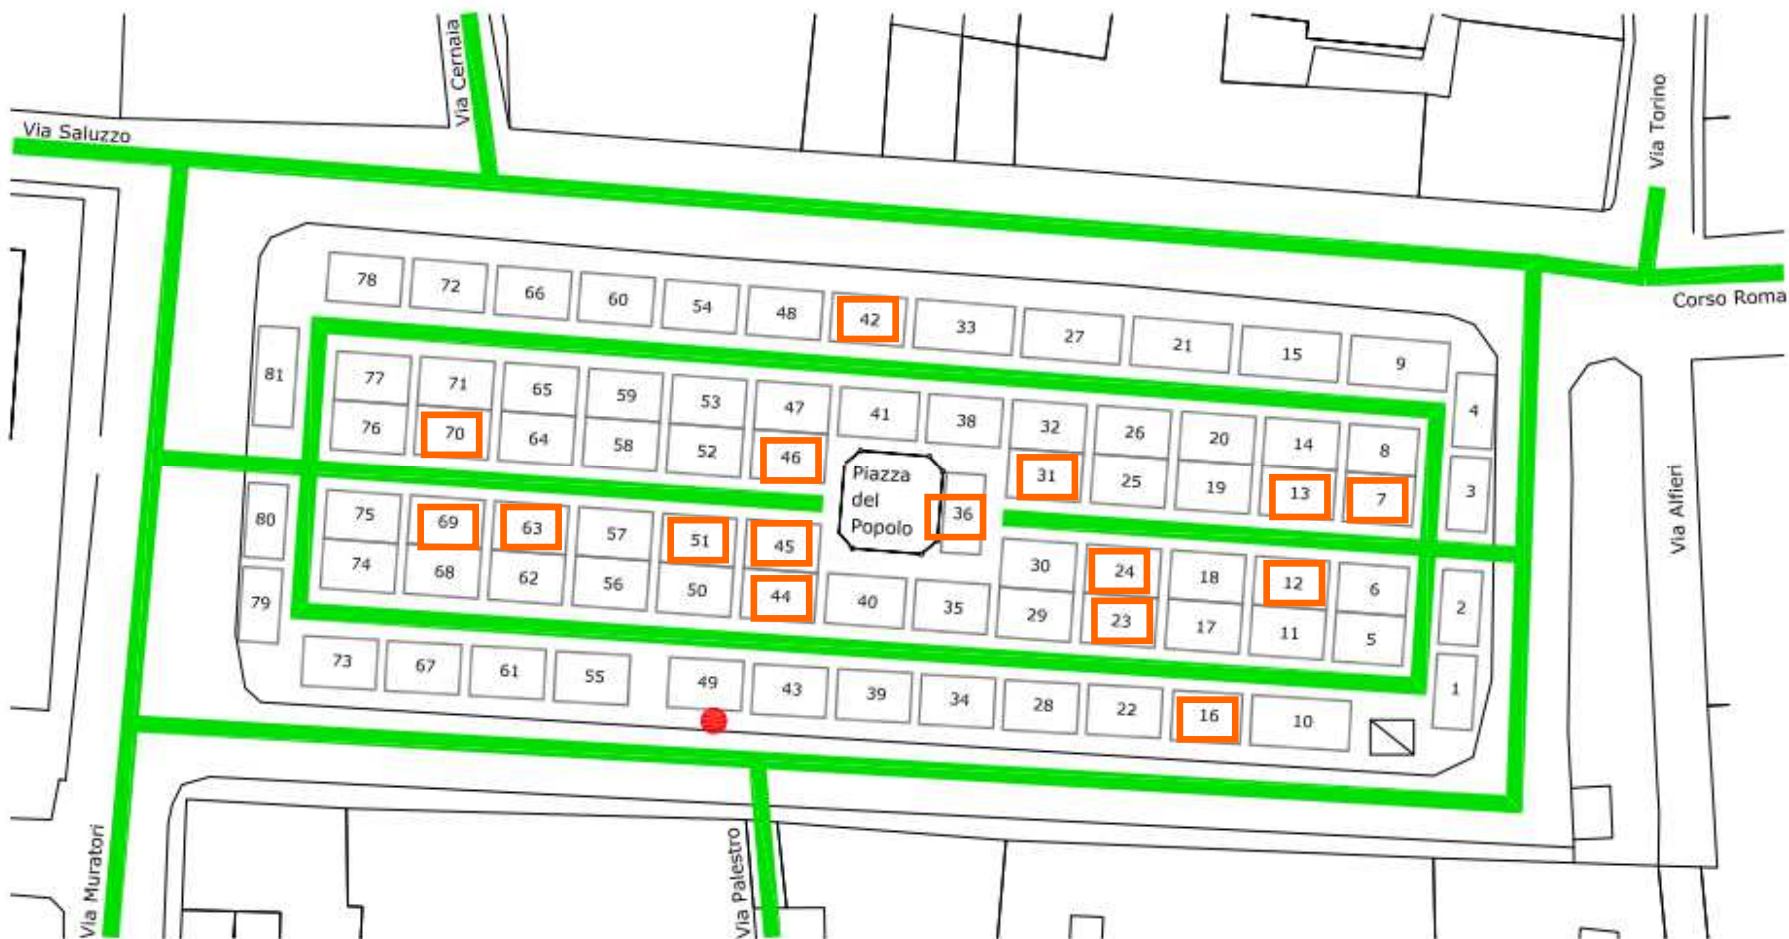 Via Cernaia
Via Saluzzo
Via Torino
Corso Roma
78 72 66 60 54 48 42 33 27 21 15 9
81
4
77 71 65 59 53 47 41 38 32 26 20 14 8
76 70 64 58 52 46 31 25 19 13 7
3
Piazza
del
Popolo
36
Via Alfieri
80
75 69 63 57 51 45 30 24 18 12 6
74 68 62 56 50 44 40 35 29 23 17 11 5
79
2
73 67 61 55 49 43 39 34 28 22 16 10
1
Via Muratori
Via Palestro